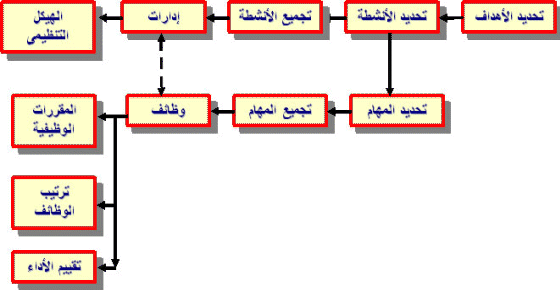 تحديد الأهداف
تحديد الأنشطة
تجميع الأنشطة
إدارات
الهيكل
التنظيمى
تحديد المهام
تجميع المهام
وظائف
المقررات
الوظيفية
ترتيب
الوظائف
تقييم الأداء